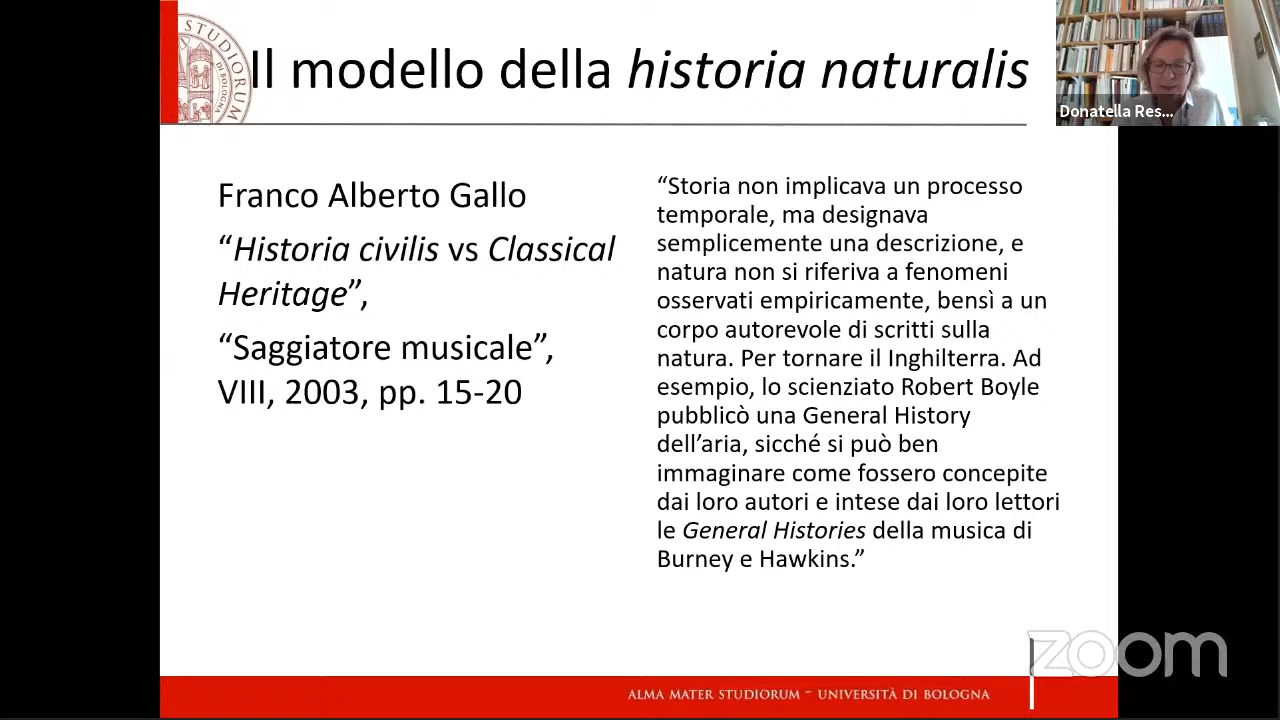 Il modello della historia naturalis
Donatella Res...
Franco Alberto Gallo
“Historia civilis vs Classical
Heritage”,
“Saggiatore musicale”,
VIII, 2003, pp. 15-20
“Storia non implicava un processo
temporale, ma designava
semplicemente una descrizione, e
natura non si riferiva a fenomeni
osservati empiricamente, bensì a un
corpo autorevole di scritti sulla
natura. Per tornare il Inghilterra. Ad
esempio, lo scienziato Robert Boyle
pubblicò una General History
dell’aria, sicché si può ben
immaginare come fossero concepite
dai loro autori e intese dai loro lettori
le General Histories della musica di
Burney e Hawkins.”
zoom
ALMA MATER STUDIORUM ~ UNIVERSITÀ DI BOLOGNA
STUDIORUM
DI BOLOGNA